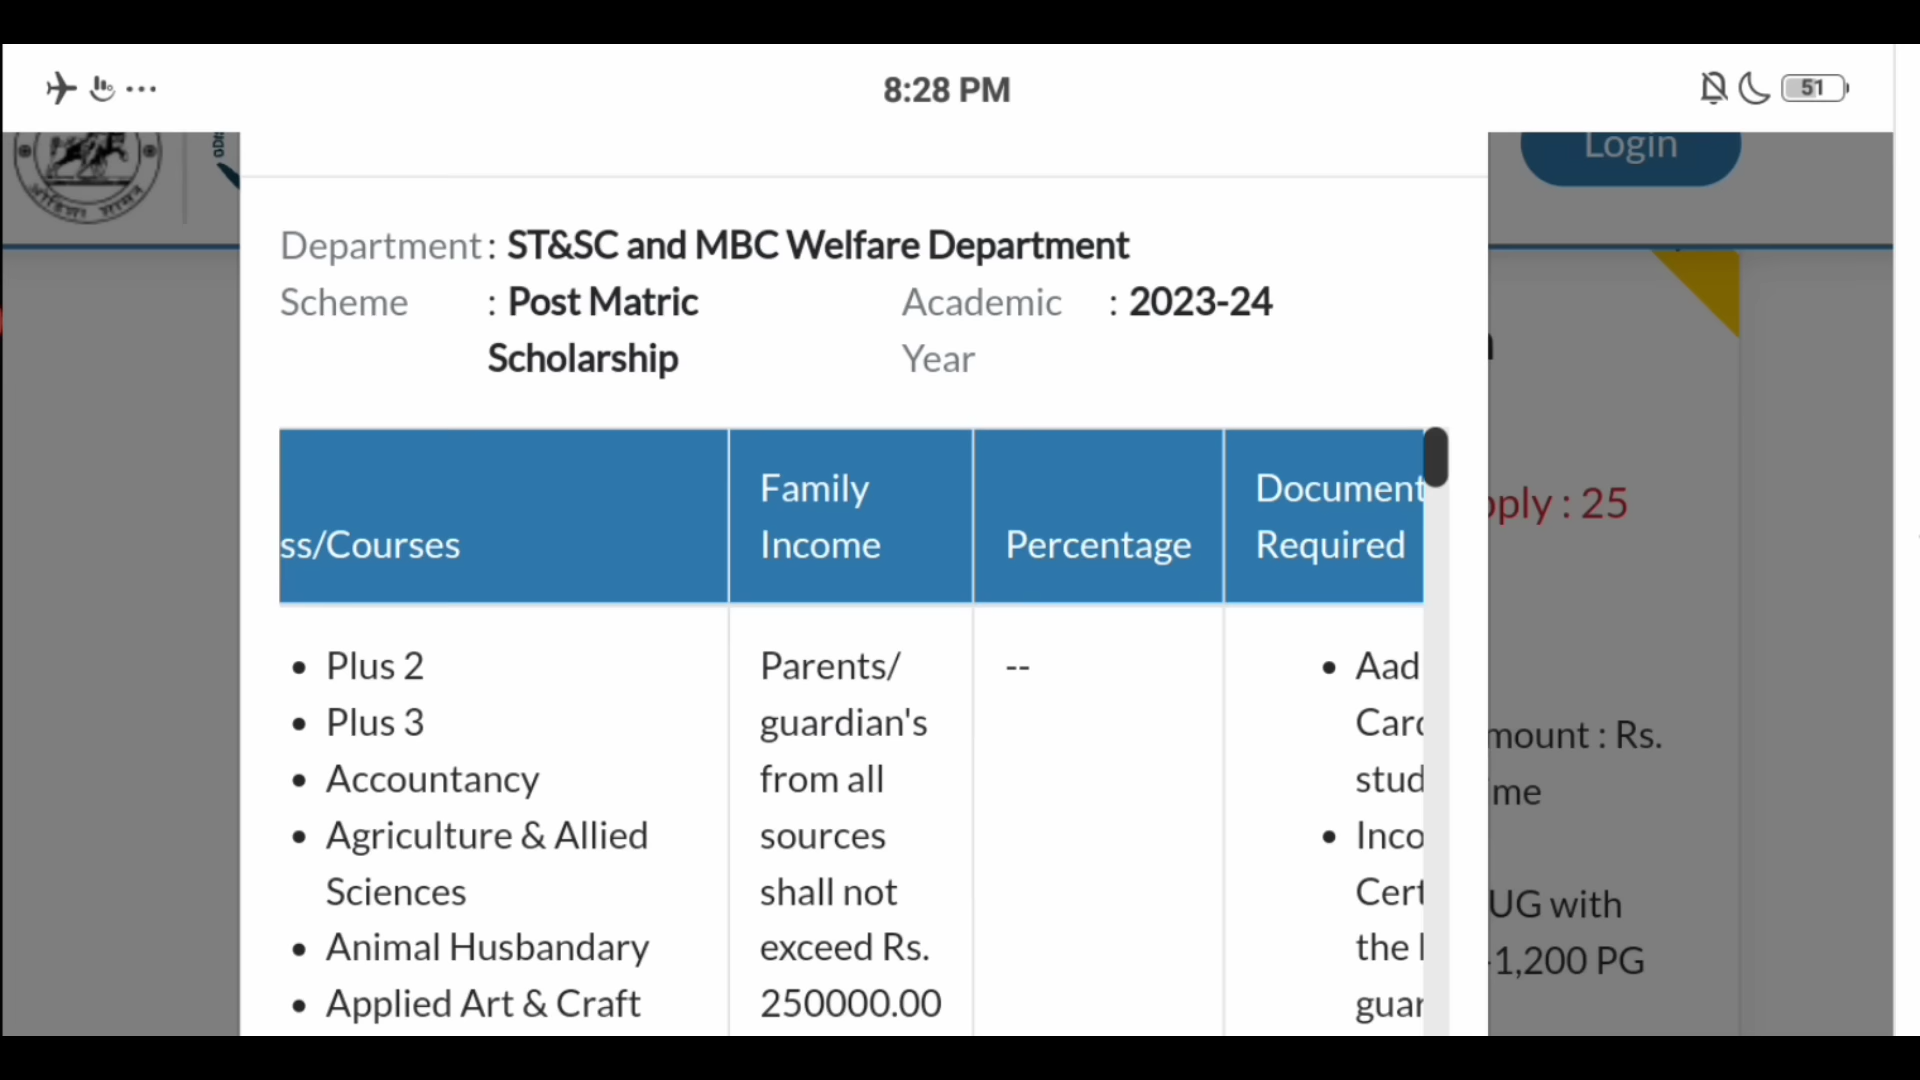 8:28 PM
51
Login
Department : ST&SC and MBC Welfare Department
Scheme : Post Matric Scholarship
Academic Year : 2023-24
ss/Courses
Family Income
Percentage
Document Required
Plus 2
Plus 3
Accountancy
Agriculture & Allied
Sciences
Animal Husbandary
Applied Art & Craft
Parents/
guardian's
from all
sources
shall not
exceed Rs.
250000.00
--
Aad
Card
stud
Inco
Cert
the
guar
pply : 25
mount : Rs.
me
UG with
-1,200 PG